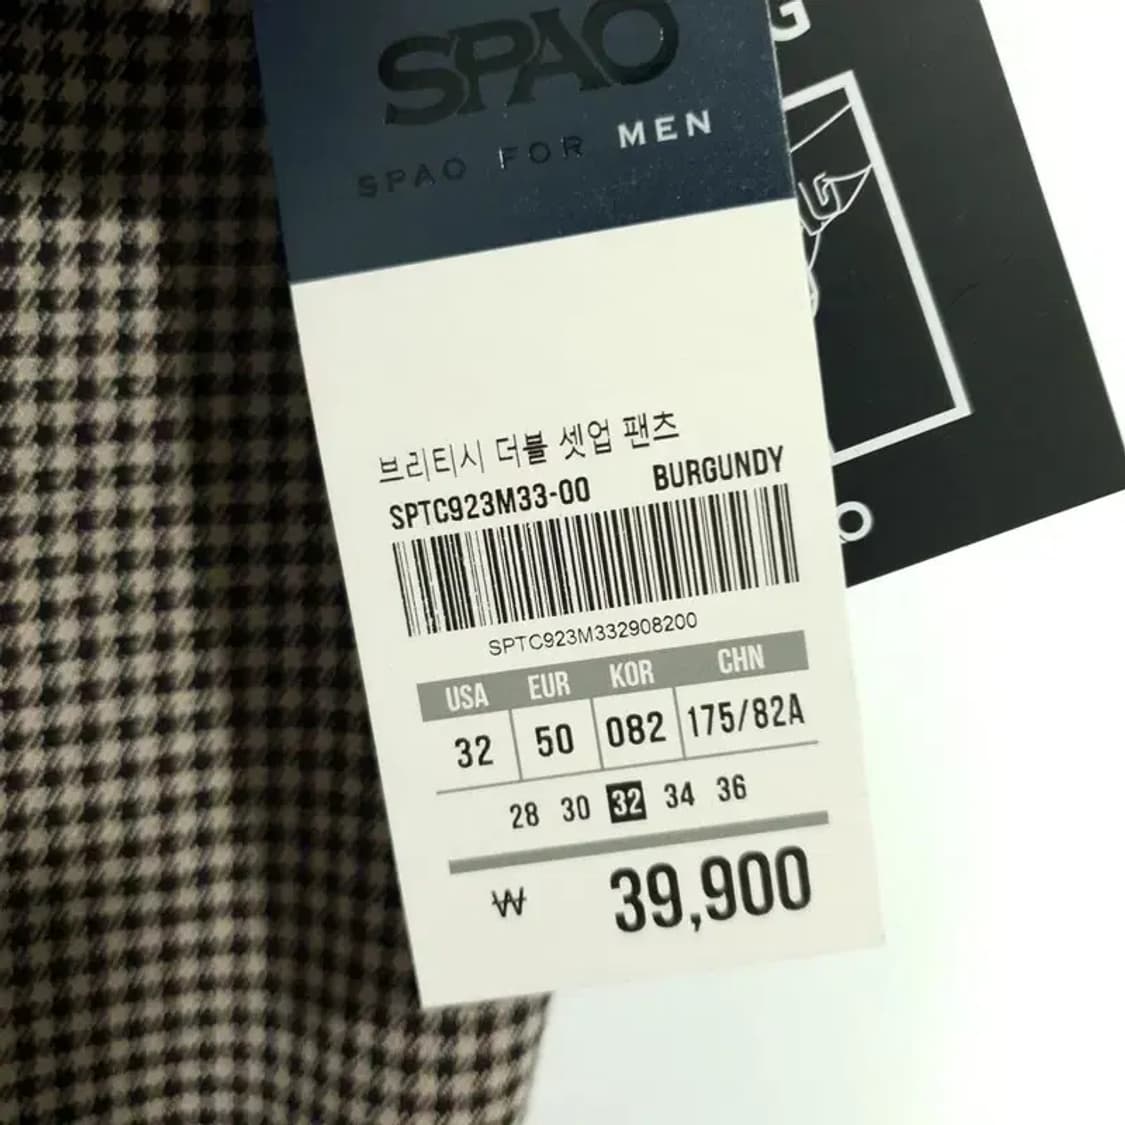 SPAO
SPAO FOR MEN
브리티시 더블 셋업 팬츠
SPTC923M33-00 BURGUNDY
SPTC923M332908200
USA EUR KOR CHN
32 50 082 175/82A
28 30 32 34 36
₩ 39,900
G
O